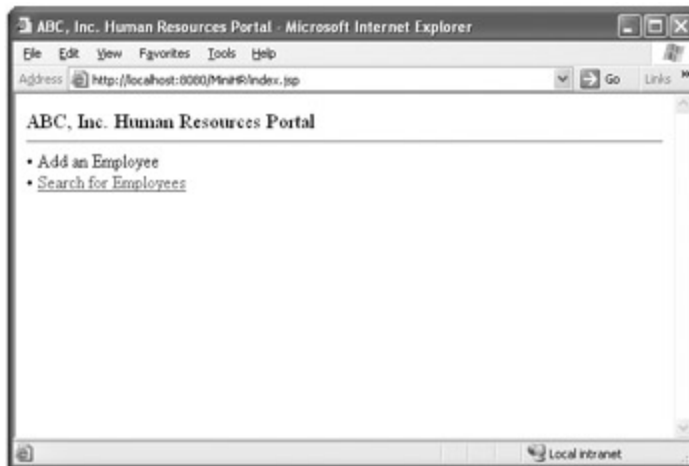 ABC, Inc. Human Resources Portal - Microsoft Internet Explorer
File Edit View Favorites Tools Help
Address http://localhost:8080/MiniHR/index.jsp Go Links »
ABC, Inc. Human Resources Portal
• Add an Employee
• Search for Employees
Local intranet